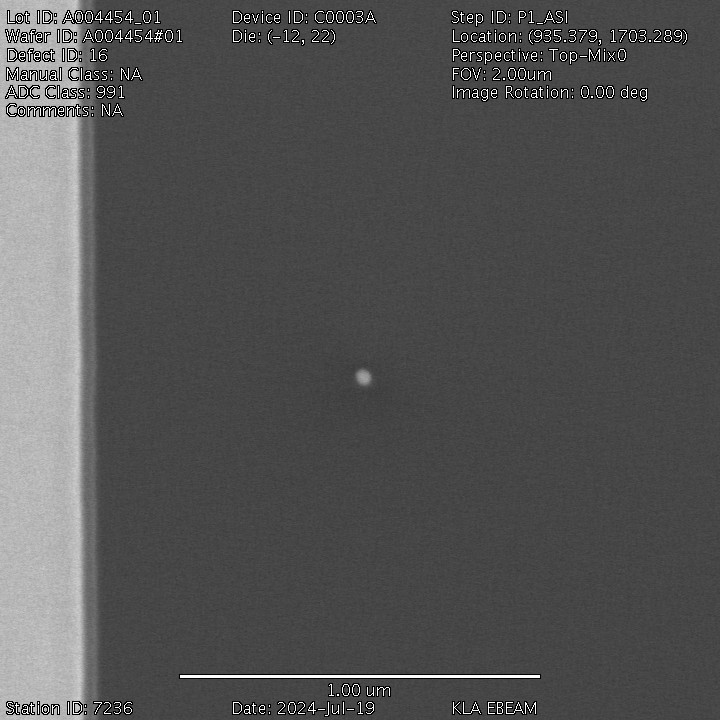 Lot ID: A004454_01 Device ID: C0003A Step ID: P1_ASI
Wafer ID: A004454#01 Die: (-12, 22) Location: (935.379, 1703.289)
Defect ID: 16 Perspective: Top-Mix0
Manual Class: NA FOV: 2.00um
ADC Class: 991 Image Rotation: 0.00 deg
Comments: NA
1.00 um
Station ID: 7236 Date: 2024-Jul-19 KLA EBEAM